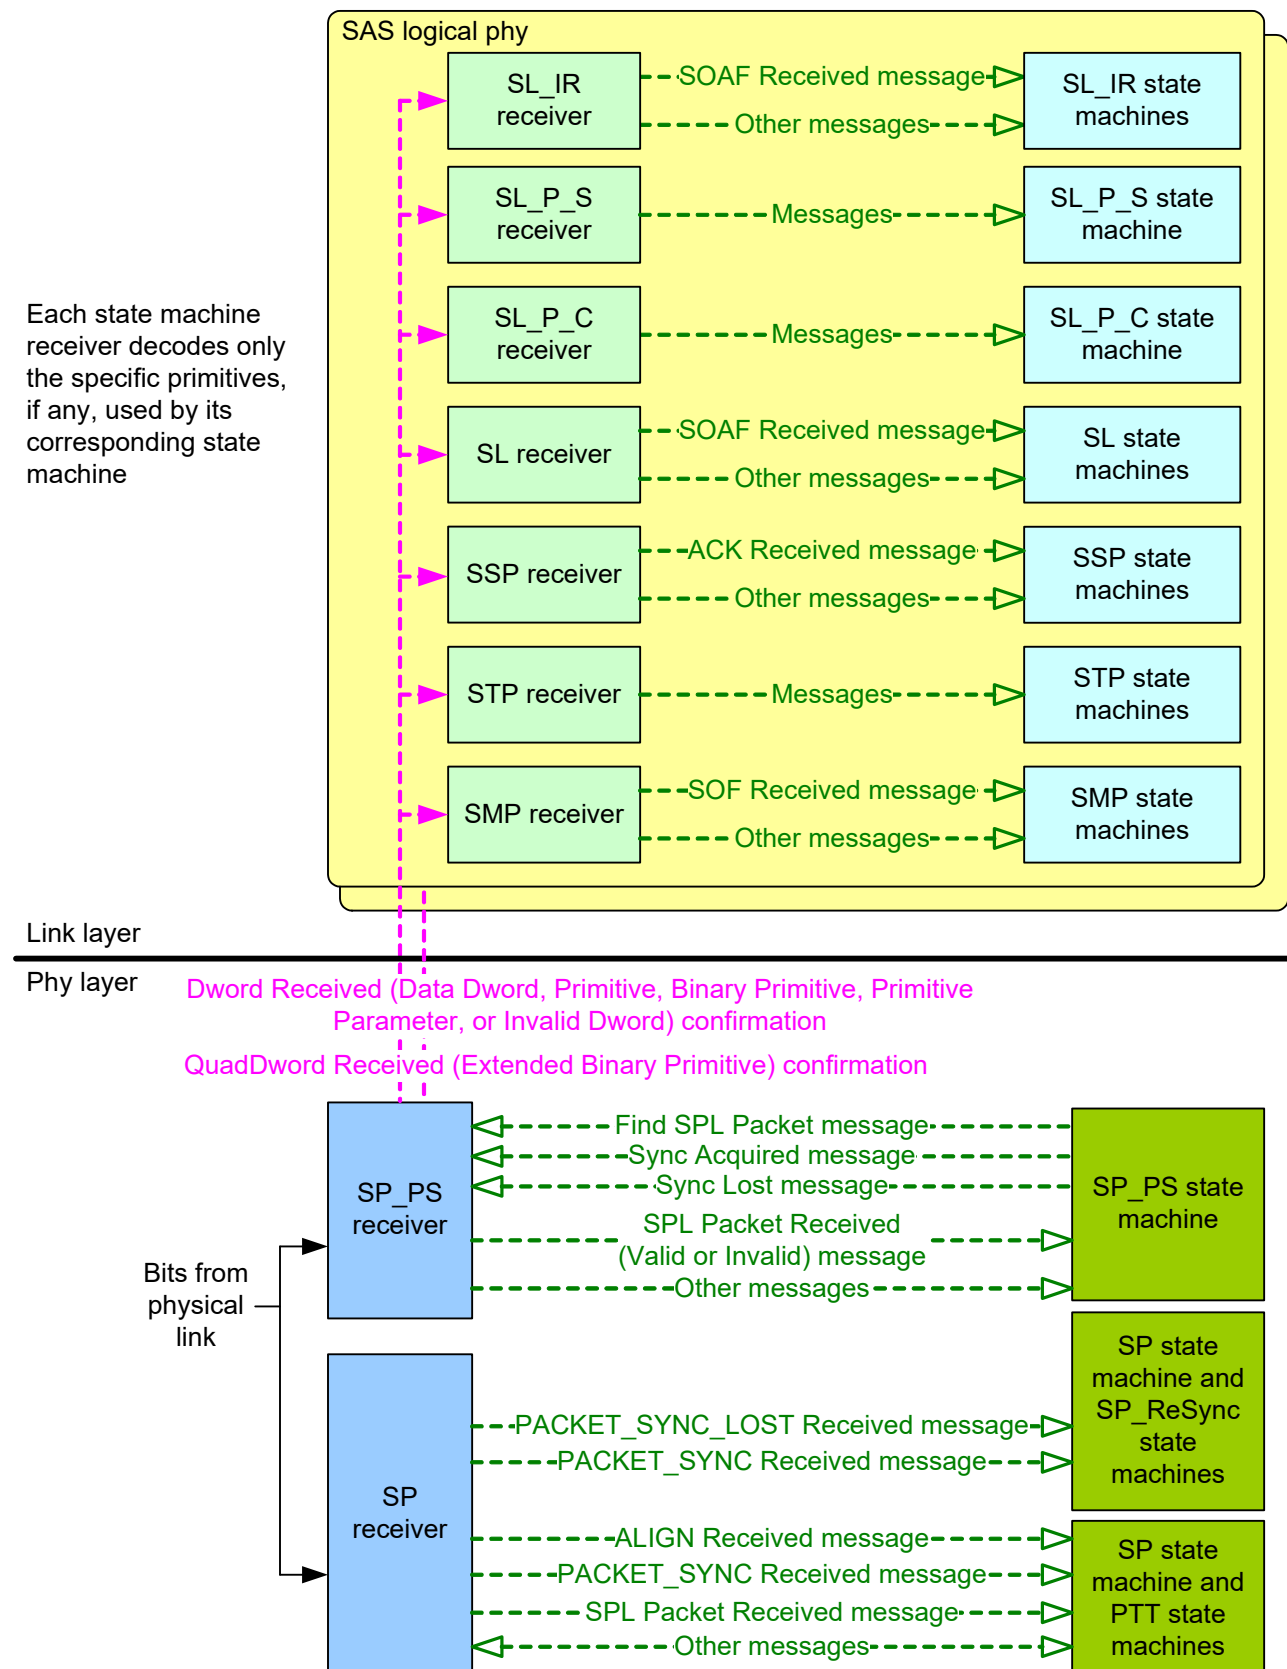 SAS logical phy
SL_IR
receiver
SOAF Received message
Other messages
SL_IR state
machines
SL_P_S
receiver
Messages
SL_P_S state
machine
Each state machine
receiver decodes only
the specific primitives,
if any, used by its
corresponding state
machine
SL_P_C
receiver
Messages
SL_P_C state
machine
SL receiver
SOAF Received message
Other messages
SL state
machines
SSP receiver
ACK Received message
Other messages
SSP state
machines
STP receiver
Messages
STP state
machines
SMP receiver
SOF Received message
Other messages
SMP state
machines
Link layer
Phy layer
Dword Received (Data Dword, Primitive, Binary Primitive, Primitive
Parameter, or Invalid Dword) confirmation
QuadDword Received (Extended Binary Primitive) confirmation
SP_PS
receiver
Find SPL Packet message
Sync Acquired message
Sync Lost message
SPL Packet Received
(Valid or Invalid) message
Other messages
SP_PS state
machine
Bits from
physical
link
SP
receiver
PACKET_SYNC_LOST Received message
PACKET_SYNC Received message
SP state
machine and
SP_ReSync
state
machines
ALIGN Received message
PACKET_SYNC Received message
SPL Packet Received message
Other messages
SP state
machine and
PTT state
machines